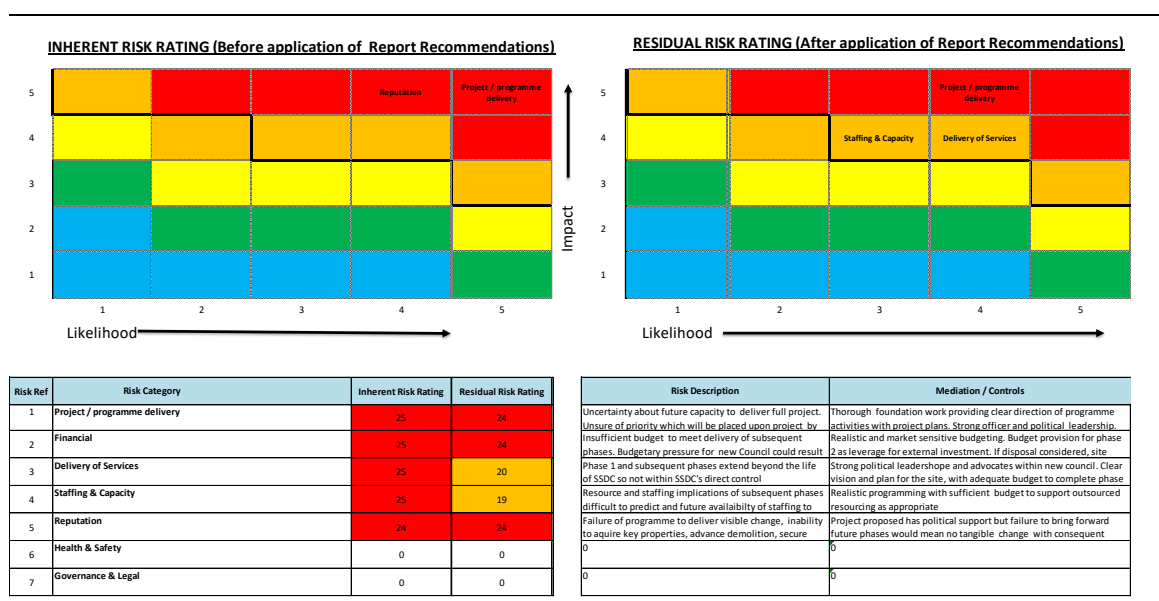 INHERENT RISK RATING (Before application of Report Recommendations)
5
Reputation
Project / programme
delivery
4
3
2
1
1 2 3 4 5
Likelihood
Impact
RESIDUAL RISK RATING (After application of Report Recommendations)
5
Project / programme
delivery
4
Staffing & Capacity
Delivery of Services
3
2
1
1 2 3 4 5
Likelihood
Risk Ref Risk Category Inherent Risk Rating Residual Risk Rating
1 Project / programme delivery 25 24
2 Financial 25 24
3 Delivery of Services 25 20
4 Staffing & Capacity 25 19
5 Reputation 24 24
6 Health & Safety 0 0
7 Governance & Legal 0 0
Risk Description Mediation / Controls
Uncertainty about future capacity to deliver full project.
Unsure of priority which will be placed upon project by
Thorough foundation work providing clear direction of programme
activities with project plans. Strong officer and political leadership.
Insufficient budget to meet delivery of subsequent
phases. Budgetary pressure for new Council could result
Realistic and market sensitive budgeting. Budget provision for phase
2 as leverage for external investment. If disposal considered, site
Phase 1 and subsequent phases extend beyond the life
of SSDC so not within SSDC's direct control
Strong political leadershope and advocates within new council. Clear
vision and plan for the site, with adequate budget to complete phase
Resource and staffing implications of subsequent phases
difficult to predict and future availaibilty of staffing to
Realistic programming with sufficient budget to support outsourced
resourcing as appropriate
Failure of programme to deliver visible change, inability
to aquire key properties, advance demolition, secure
Project proposed has political support but failure to bring forward
future phases would mean no tangible change with consequent
0 0
0 0